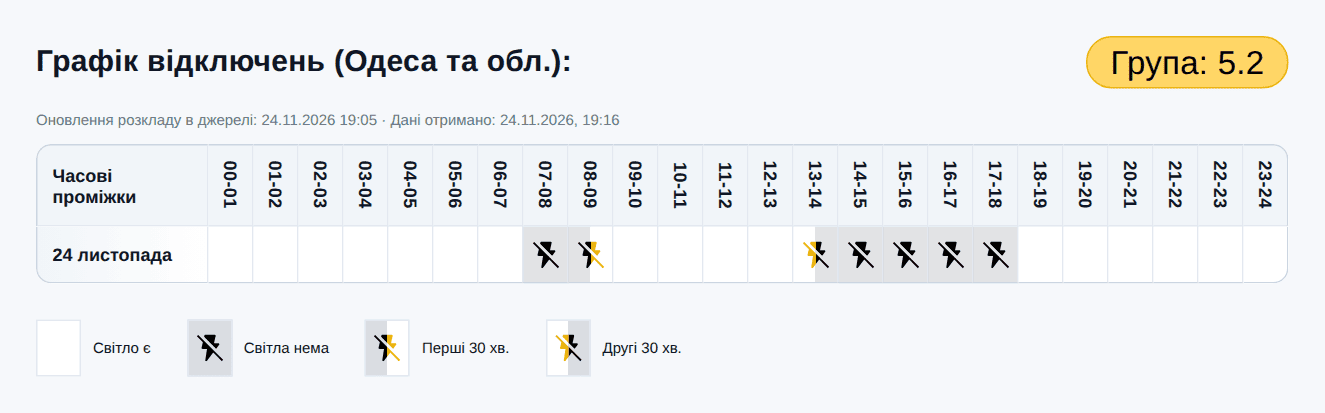 Графік відключень (Одеса та обл.):
Група: 5.2
Оновлення розкладу в джерелі: 24.11.2026 19:05 · Дані отримано: 24.11.2026, 19:16
Часові
проміжки
00-01
01-02
02-03
03-04
04-05
05-06
06-07
07-08
08-09
09-10
10-11
11-12
12-13
13-14
14-15
15-16
16-17
17-18
18-19
19-20
20-21
21-22
22-23
23-24
24 листопада
Світло є
Світла нема
Перші 30 хв.
Другі 30 хв.